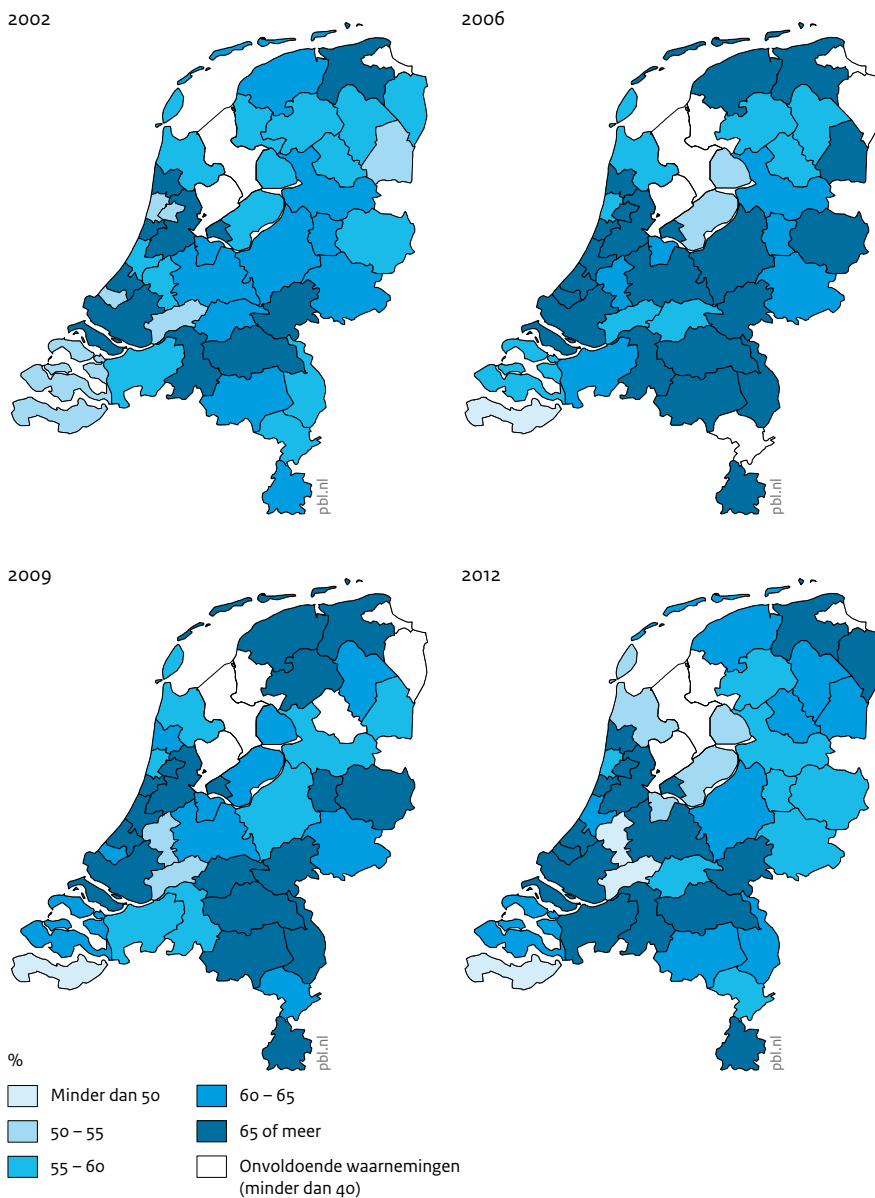 2002
2006
pbl.nl
pbl.nl
2009
2012
pbl.nl
pbl.nl
%
Minder dan 50
50 – 55
55 – 60
60 – 65
65 of meer
Onvoldoende waarnemingen
(minder dan 40)